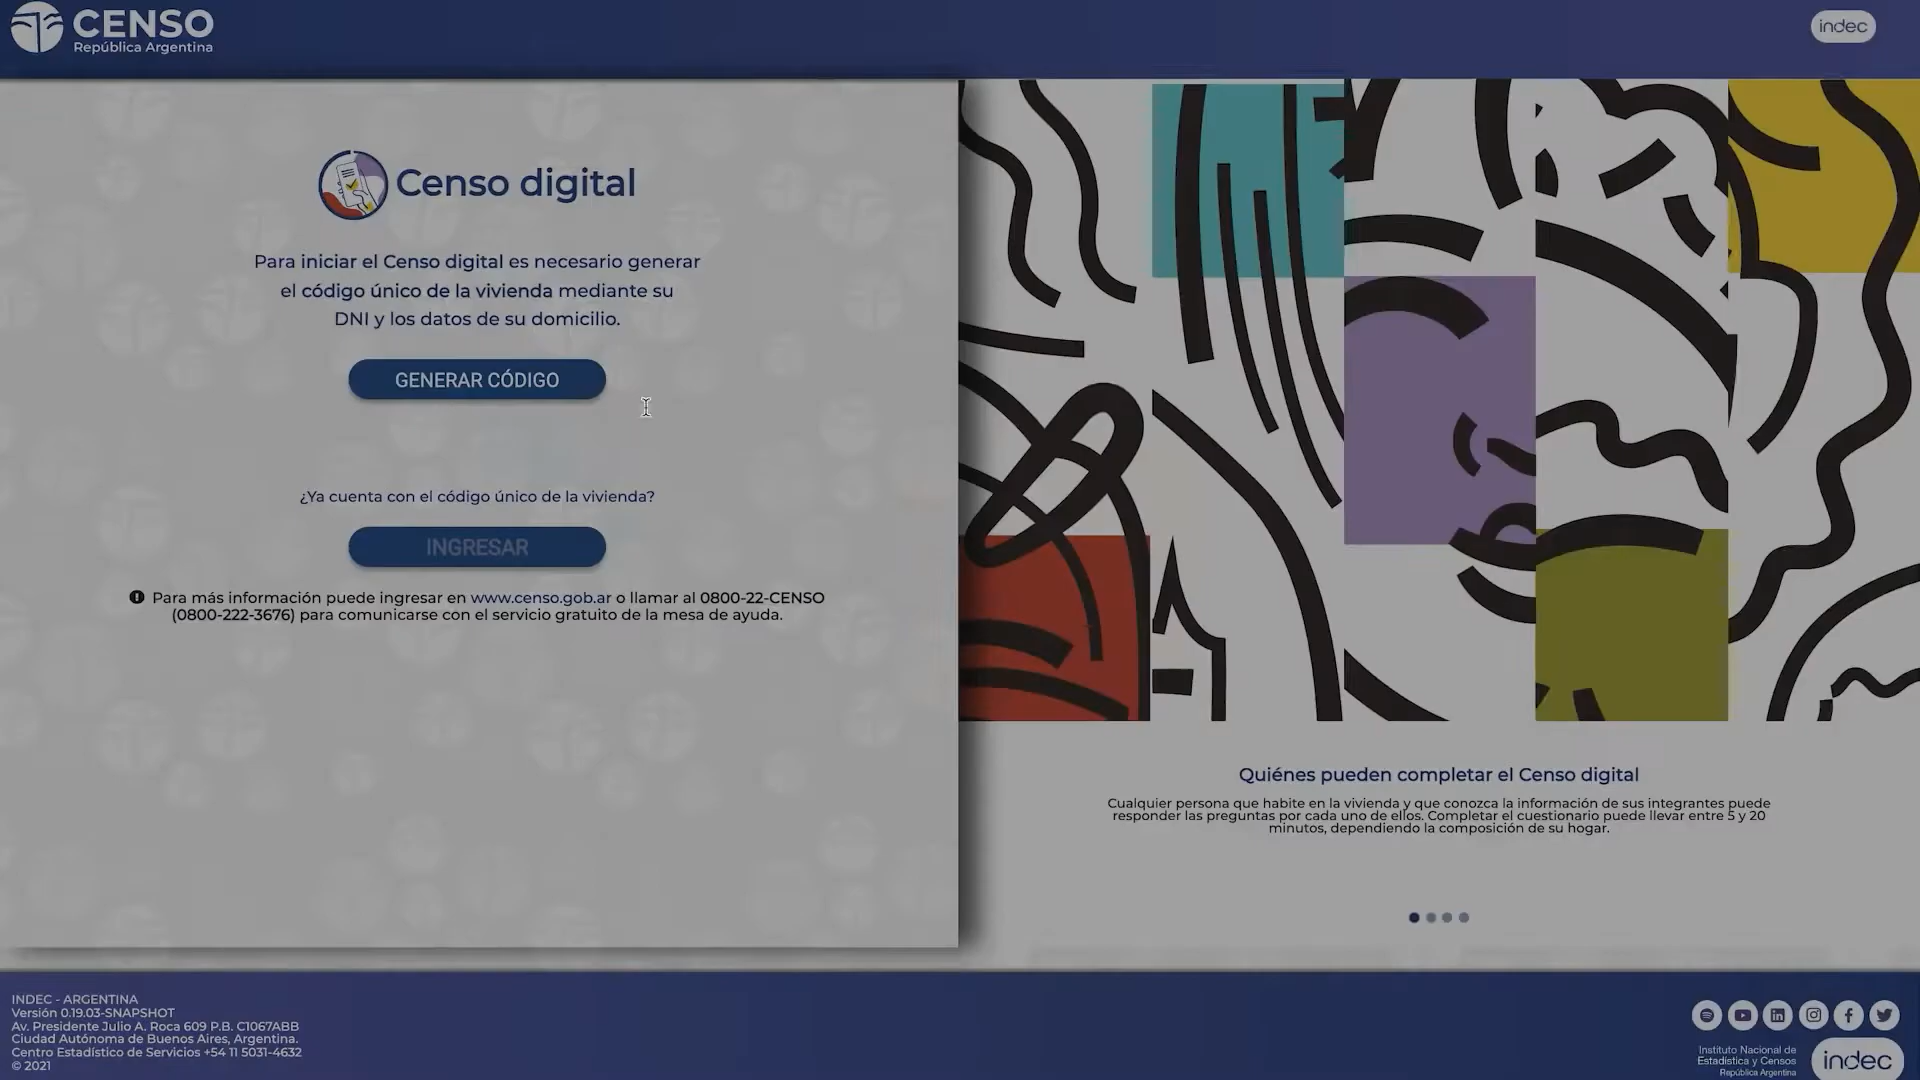 CENSO
República Argentina
indec
Censo digital
Para iniciar el Censo digital es necesario generar
el código único de la vivienda mediante su
DNI y los datos de su domicilio.
GENERAR CÓDIGO
¿Ya cuenta con el código único de la vivienda?
INGRESAR
Para más información puede ingresar en www.censo.gob.ar o llamar al 0800-22-CENSO
(0800-222-3676) para comunicarse con el servicio gratuito de la mesa de ayuda.
Quiénes pueden completar el Censo digital
Cualquier persona que habite en la vivienda y que conozca la información de sus integrantes puede
responder las preguntas por cada uno de ellos. Completar el cuestionario puede llevar entre 5 y 20
minutos, dependiendo la composición de su hogar.
INDEC - ARGENTINA
Versión 0.19.03-SNAPSHOT
Av. Presidente Julio A. Roca 609 P.B. C1067ABB
Ciudad Autónoma de Buenos Aires, Argentina.
Centro Estadístico de Servicios +54 11 5031-4632
© 2021
Instituto Nacional de
Estadística y Censos
República Argentina
indec